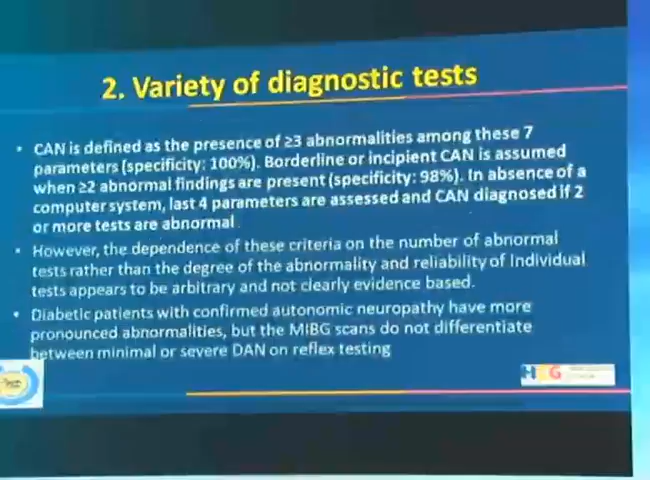 2. Variety of diagnostic tests
• CAN is defined as the presence of ≥3 abnormalities among these 7
parameters (specificity: 100%). Borderline or incipient CAN is assumed
when ≥2 abnormal findings are present (specificity: 98%). In absence of a
computer system, last 4 parameters are assessed and CAN diagnosed if 2
or more tests are abnormal
• However, the dependence of these criteria on the number of abnormal
tests rather than the degree of the abnormality and reliability of Individual
tests appears to be arbitrary and not clearly evidence based.
• Diabetic patients with confirmed autonomic neuropathy have more
pronounced abnormalities, but the MIBG scans do not differentiate
between minimal or severe DAN on reflex testing